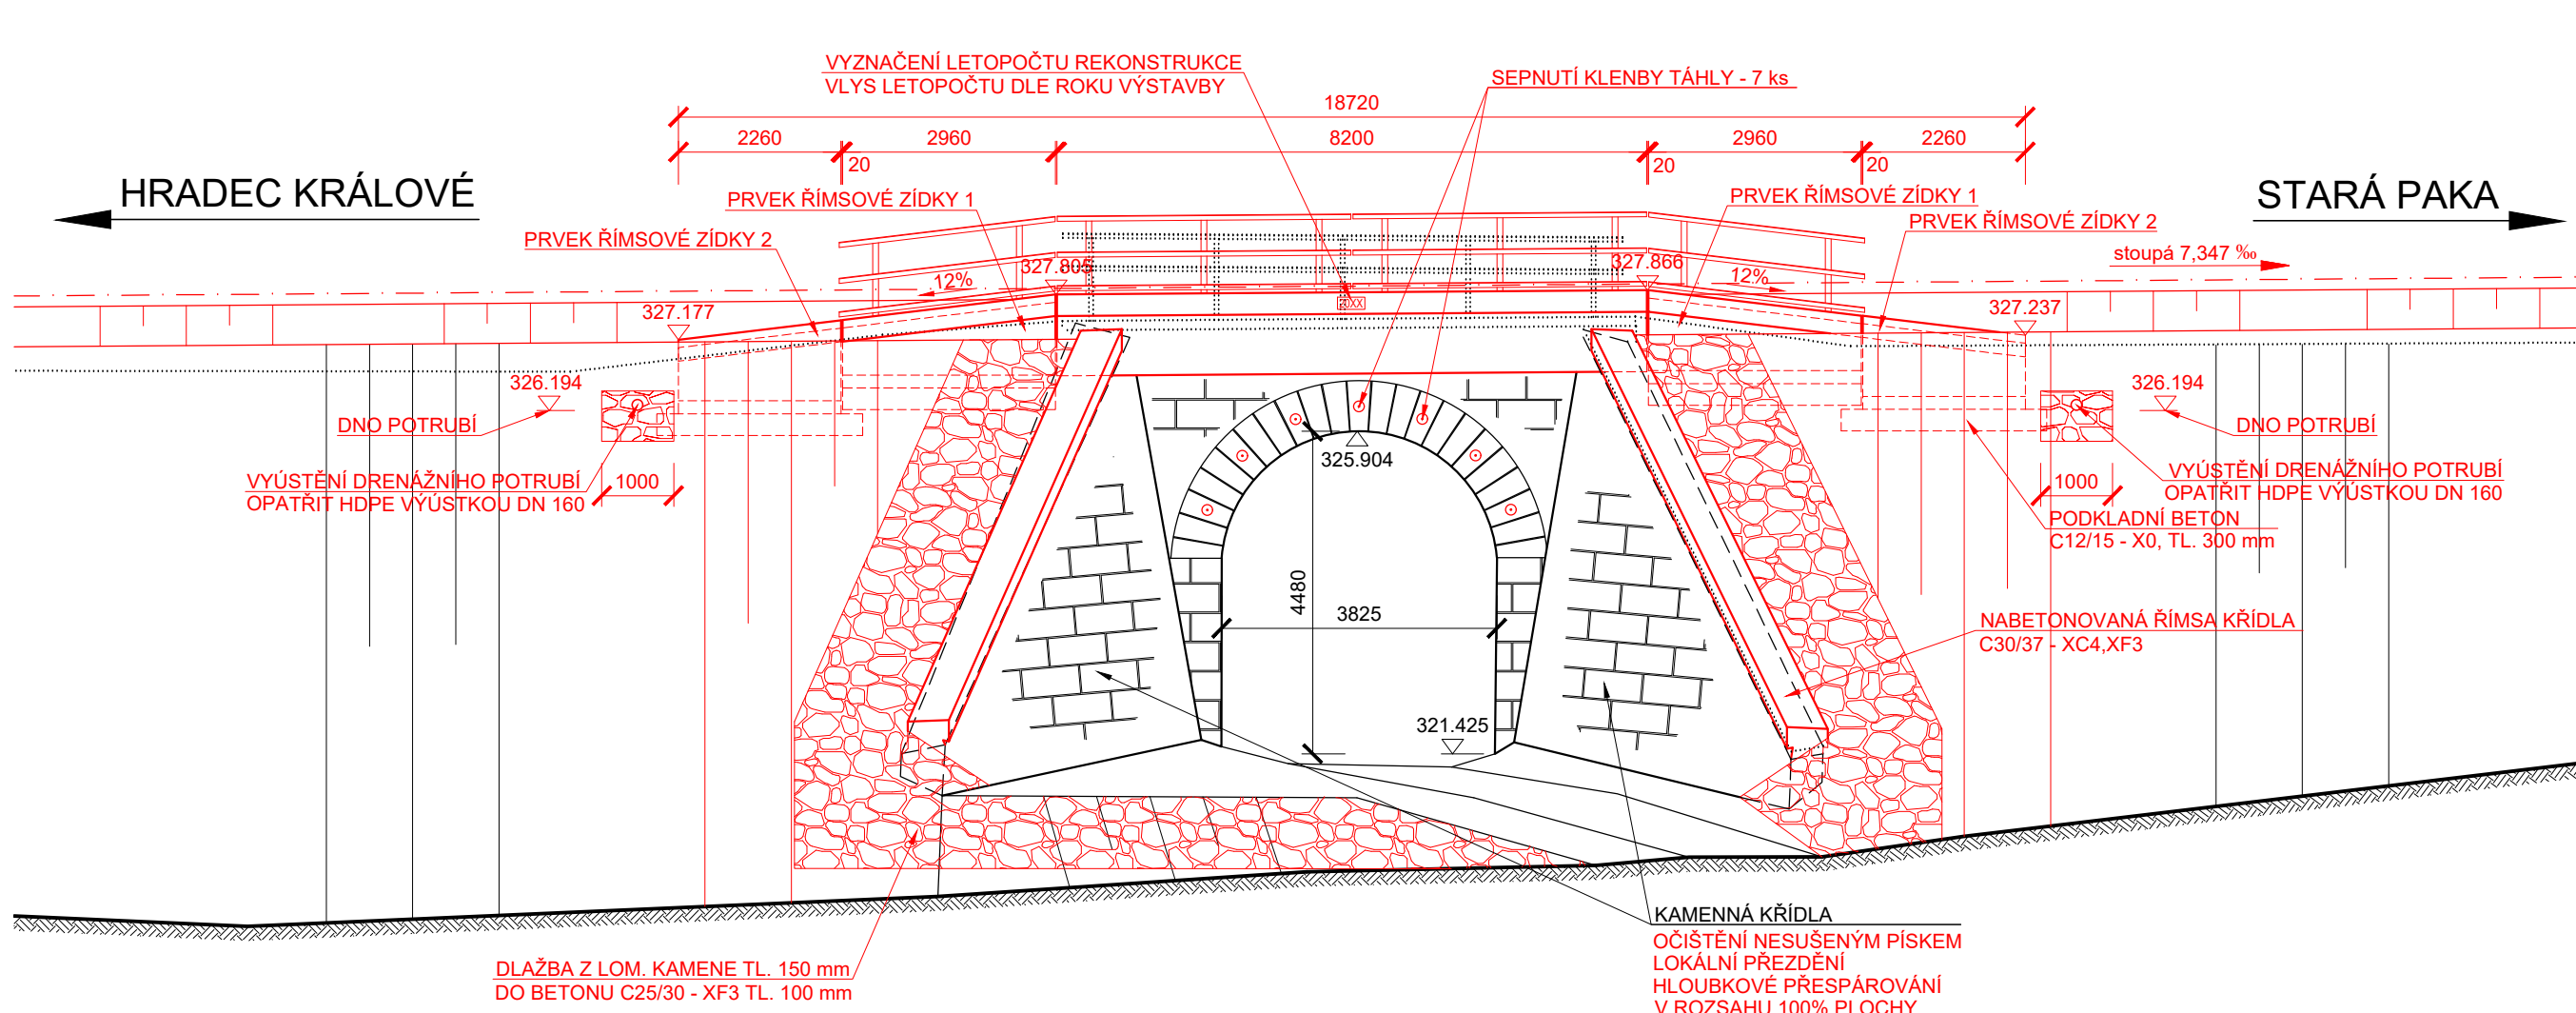 VYZNAČENÍ LETOPOČTU REKONSTRUKCE
VLYS LETOPOČTU DLE ROKU VÝSTAVBY
SEPNUTÍ KLENBY TÁHLY - 7 ks
18720
2260
2960
8200
2960
2260
20
20
20
HRADEC KRÁLOVÉ
STARÁ PAKA
PRVEK ŘÍMSOVÉ ZÍDKY 1
PRVEK ŘÍMSOVÉ ZÍDKY 1
PRVEK ŘÍMSOVÉ ZÍDKY 2
PRVEK ŘÍMSOVÉ ZÍDKY 2
stoupá 7,347 ‰
12%
327.805
327.866
12%
20XX
327.177
327.237
326.194
326.194
DNO POTRUBÍ
DNO POTRUBÍ
325.904
VYÚSTĚNÍ DRENÁŽNÍHO POTRUBÍ
OPATŘIT HDPE VÝÚSTKOU DN 160
1000
1000
VYÚSTĚNÍ DRENÁŽNÍHO POTRUBÍ
OPATŘIT HDPE VÝÚSTKOU DN 160
PODKLADNÍ BETON
C12/15 - X0, TL. 300 mm
4480
3825
NABETONOVANÁ ŘÍMSA KŘÍDLA
C30/37 - XC4,XF3
321.425
KAMENNÁ KŘÍDLA
OČIŠTĚNÍ NESUŠENÝM PÍSKEM
LOKÁLNÍ PŘEZDĚNÍ
HLOUBKOVÉ PŘESPÁROVÁNÍ
V ROZSAHU 100% PLOCHY
DLAŽBA Z LOM. KAMENE TL. 150 mm
DO BETONU C25/30 - XF3 TL. 100 mm